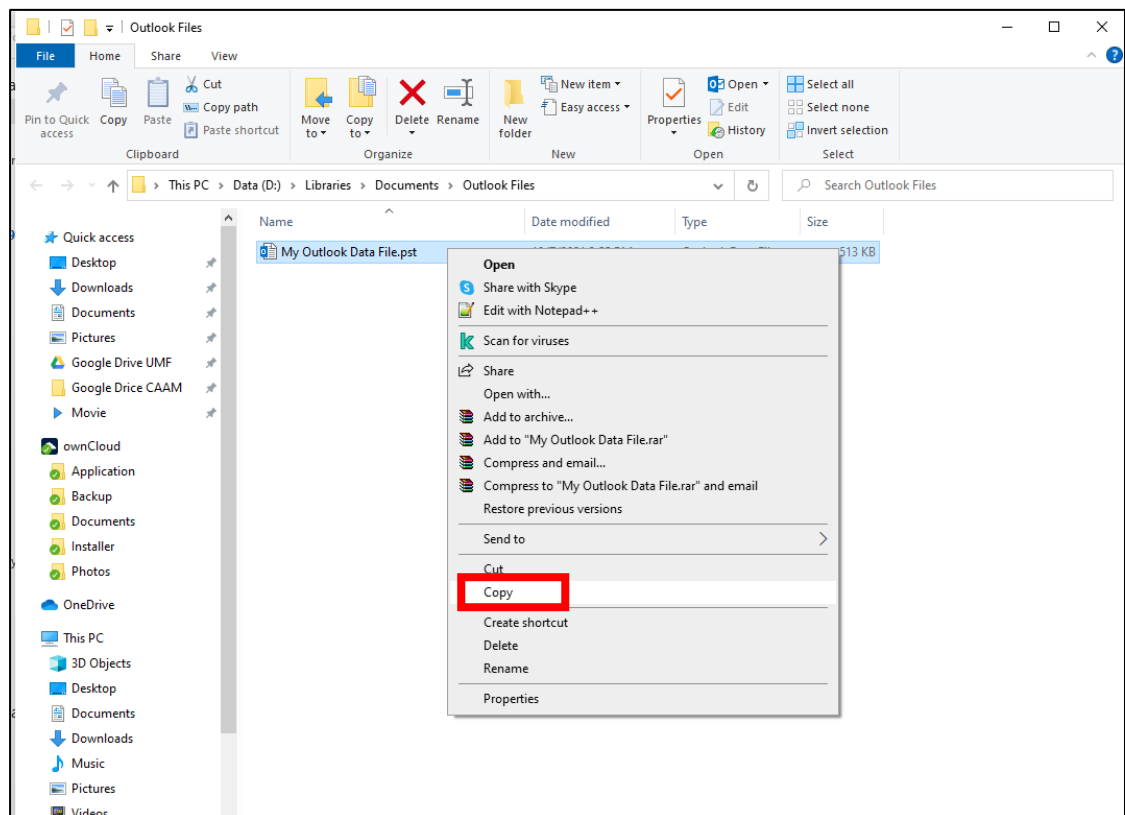 Outlook Files
File Home Share View
Pin to Quick access
Copy
Paste
Cut
Copy path
Paste shortcut
Clipboard
Move to
Copy to
Delete
Rename
Organize
New folder
New item
Easy access
New
Properties
Open
Edit
History
Open
Select all
Select none
Invert selection
Select
This PC > Data (D:) > Libraries > Documents > Outlook Files
Search Outlook Files
Name Date modified Type Size
My Outlook Data File.pst 513 KB
Quick access
Desktop
Downloads
Documents
Pictures
Google Drive UMF
Google Drice CAAM
Movie
ownCloud
Application
Backup
Documents
Installer
Photos
OneDrive
This PC
3D Objects
Desktop
Documents
Downloads
Music
Pictures
Videos
Open
Share with Skype
Edit with Notepad++
Scan for viruses
Share
Open with...
Add to archive...
Add to "My Outlook Data File.rar"
Compress and email...
Compress to "My Outlook Data File.rar" and email
Restore previous versions
Send to
Cut
Copy
Create shortcut
Delete
Rename
Properties